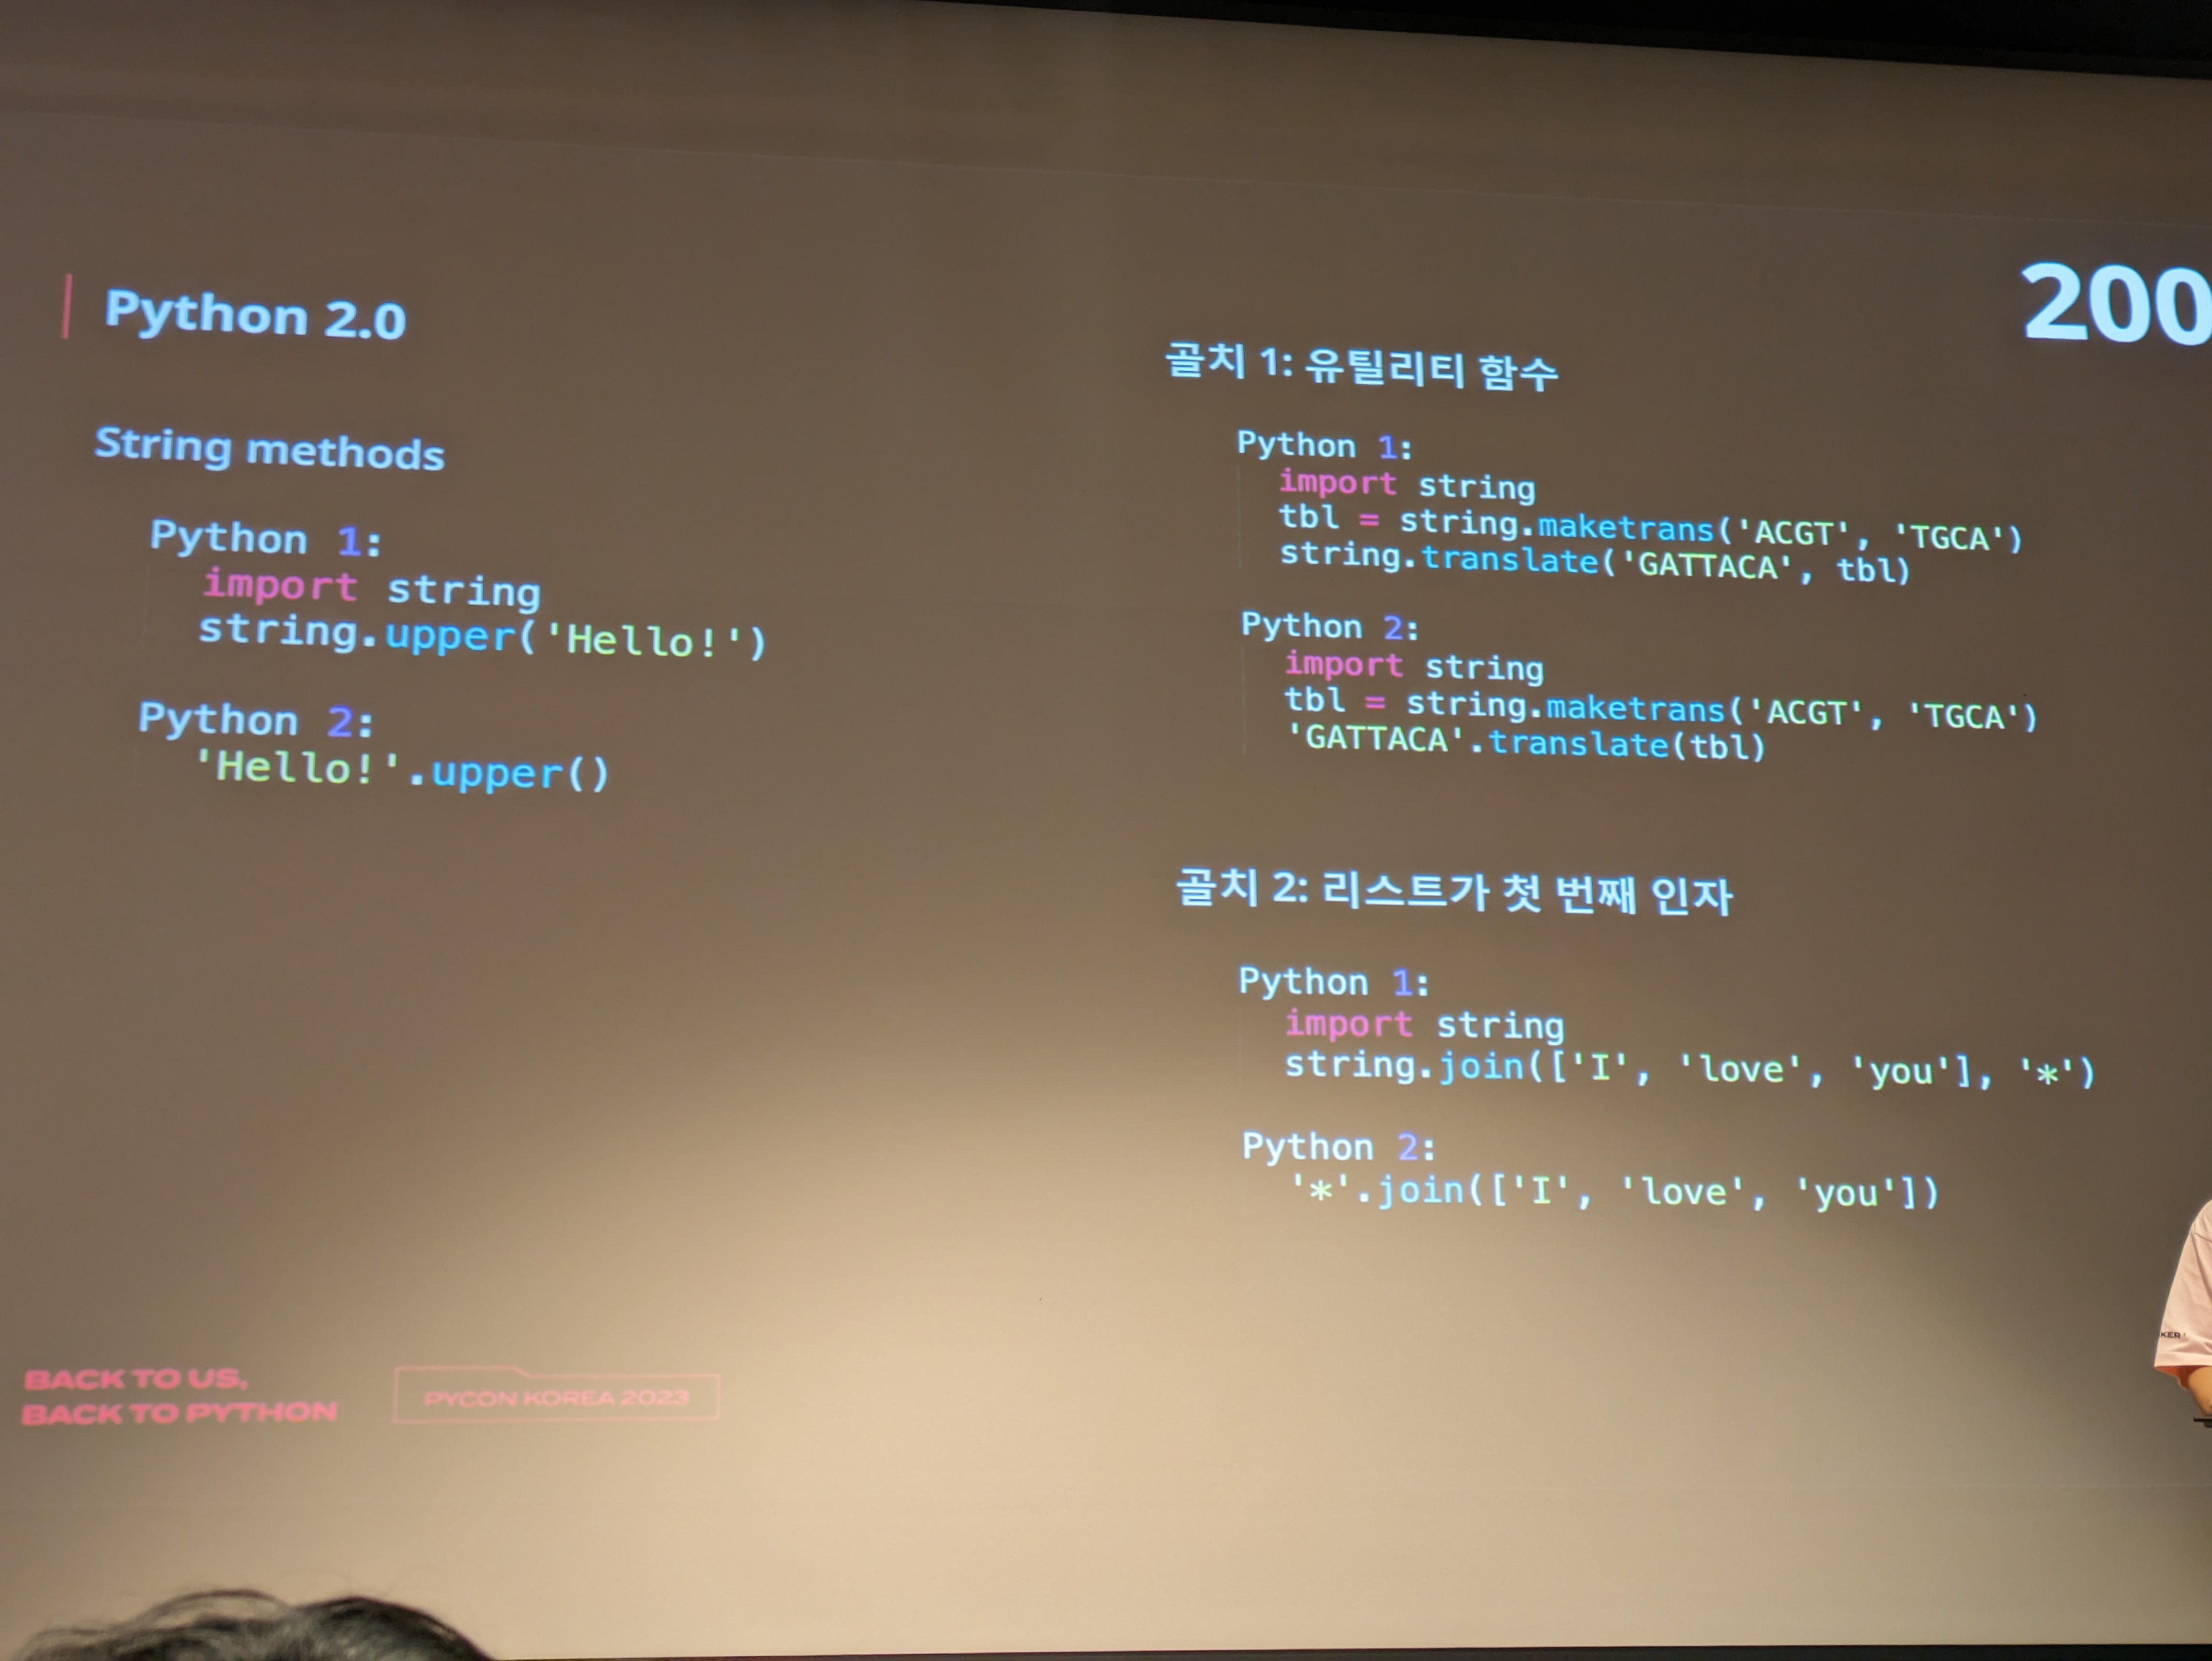 Python 2.0
String methods
Python 1:
import string
string.upper('Hello!')
Python 2:
'Hello!'.upper()
200
골치 1: 유틸리티 함수
Python 1:
import string
tbl = string.maketrans('ACGT', 'TGCA')
string.translate('GATTACA', tbl)
Python 2:
import string
tbl = string.maketrans('ACGT', 'TGCA')
'GATTACA'.translate(tbl)
골치 2: 리스트가 첫 번째 인자
Python 1:
import string
string.join(['I', 'love', 'you'], '*')
Python 2:
'*'.join(['I', 'love', 'you'])
BACK TO US,
BACK TO PYTHON
PYCON KOREA 2023
KER